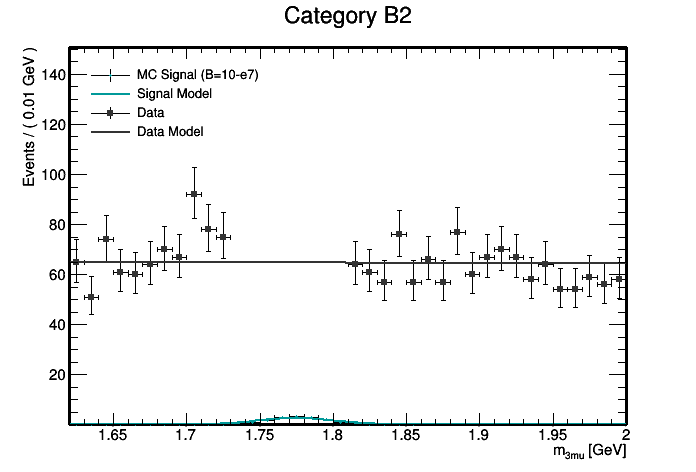 Category B2
Events / ( 0.01 GeV )
140
120
100
80
60
40
20
MC Signal (B=10-e7)
Signal Model
Data
Data Model
1.65 1.7 1.75 1.8 1.85 1.9 1.95 2
m3mu [GeV]